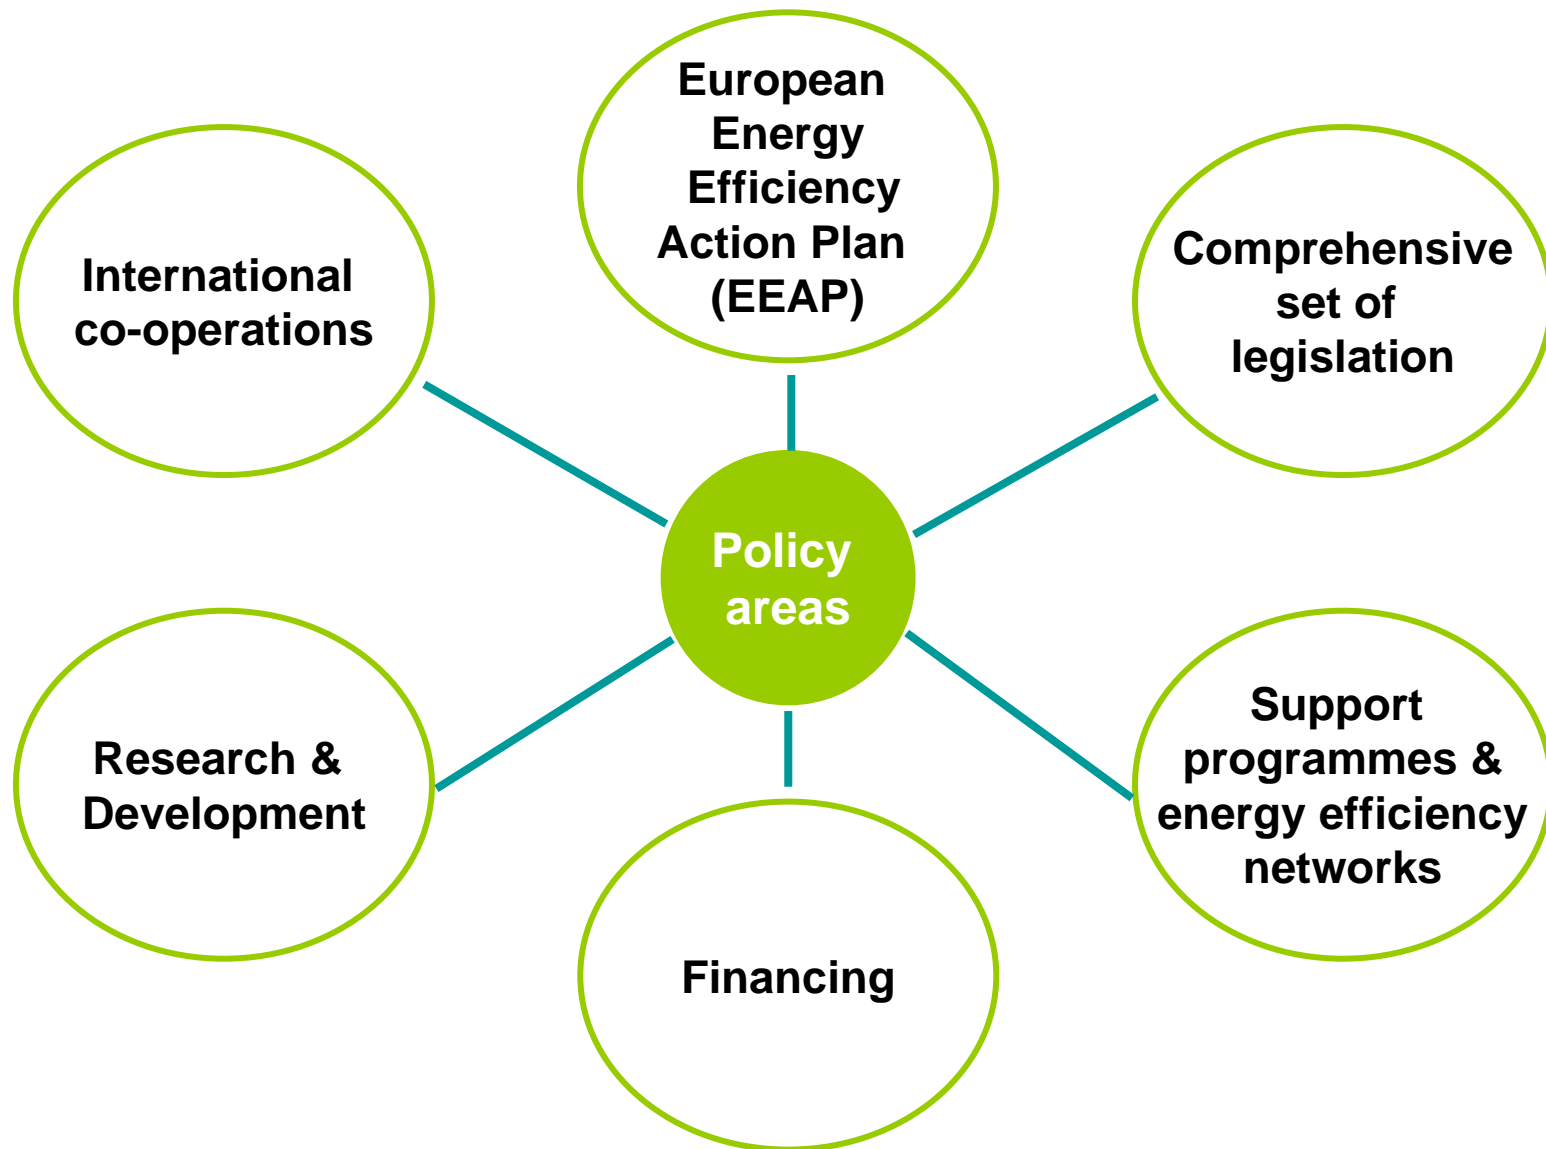 European
Energy
Efficiency
Action Plan
(EEAP)
International
co-operations
Comprehensive
set of
legislation
Policy
areas
Research &
Development
Support
programmes &
energy efficiency
networks
Financing